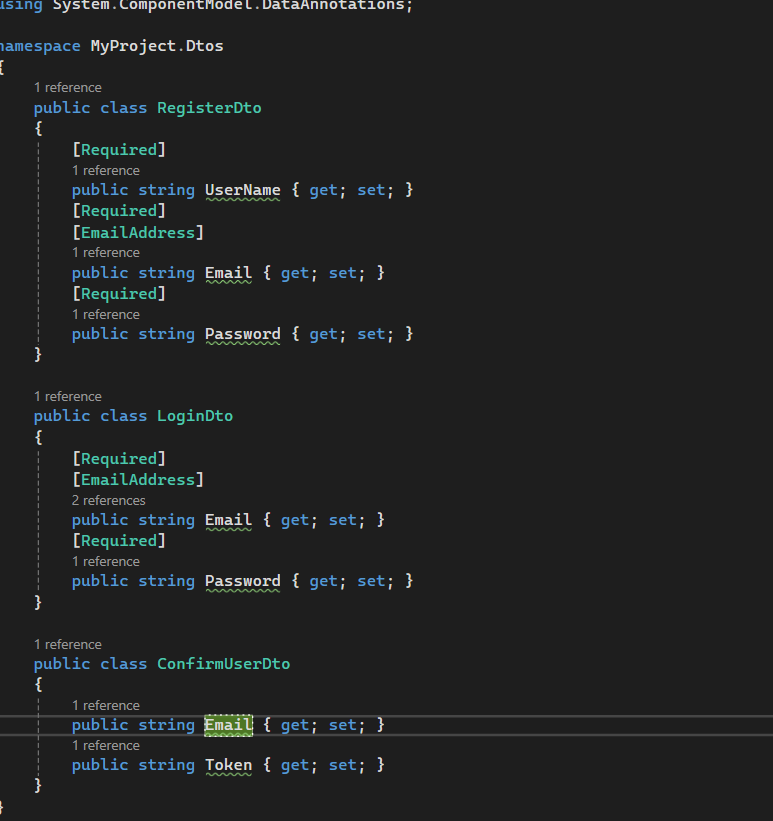 using System.ComponentModel.DataAnnotations;
namespace MyProject.Dtos
{
1 reference
public class RegisterDto
{
[Required]
1 reference
public string UserName { get; set; }
[Required]
[EmailAddress]
1 reference
public string Email { get; set; }
[Required]
1 reference
public string Password { get; set; }
}
1 reference
public class LoginDto
{
[Required]
[EmailAddress]
2 references
public string Email { get; set; }
[Required]
1 reference
public string Password { get; set; }
}
1 reference
public class ConfirmUserDto
{
1 reference
public string Email { get; set; }
1 reference
public string Token { get; set; }
}
}